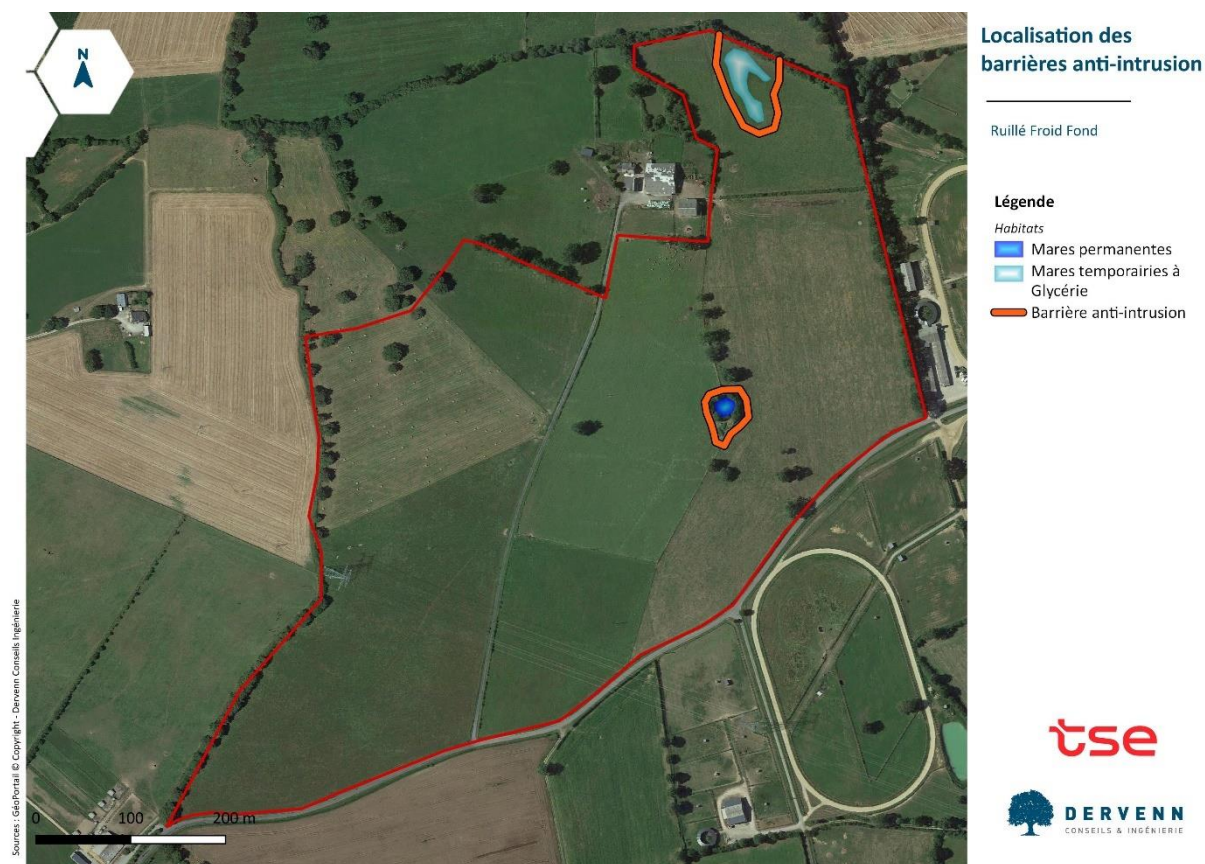 N
Localisation des
barrières anti-intrusion
Ruillé Froid Fond
Légende
Habitats
Mares permanentes
Mares temporairies à
Glycérie
Barrière anti-intrusion
Sources : GéoPortail © Copyright - Dervenn Conseils Ingénierie
0 100 200 m
tse
DERVENN
CONSEILS & INGÉNIERIE